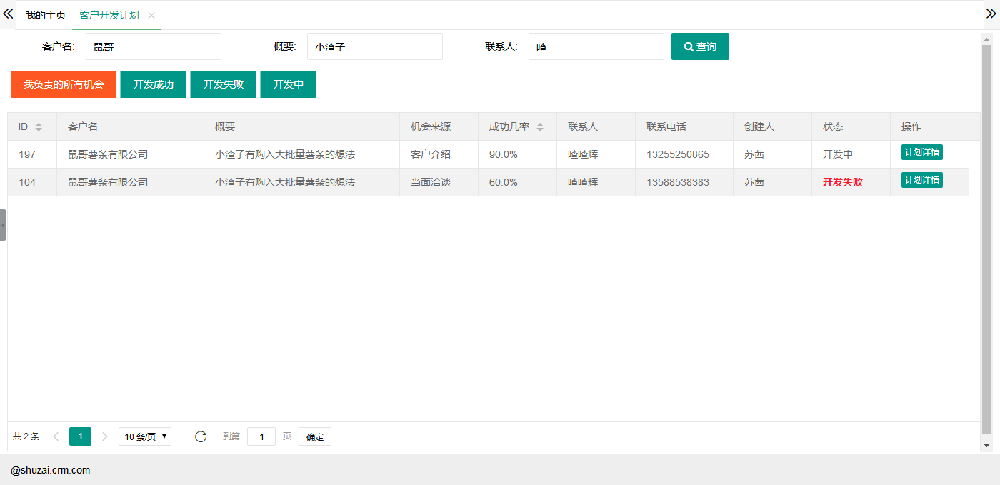 我的主页 客户开发计划
客户名: 鼠哥 概要: 小渣子 联系人: 喳 查询
我负责的所有机会 开发成功 开发失败 开发中
ID 客户名 概要 机会来源 成功几率 联系人 联系电话 创建人 状态 操作
197 鼠哥薯条有限公司 小渣子有购入大批量薯条的想法 客户介绍 90.0% 喳喳辉 13255250865 苏茜 开发中 计划详情
104 鼠哥薯条有限公司 小渣子有购入大批量薯条的想法 当面洽谈 60.0% 喳喳辉 13588538383 苏茜 开发失败 计划详情
共 2 条 1 10 条/页 到第 1 页 确定
@shuzai.crm.com